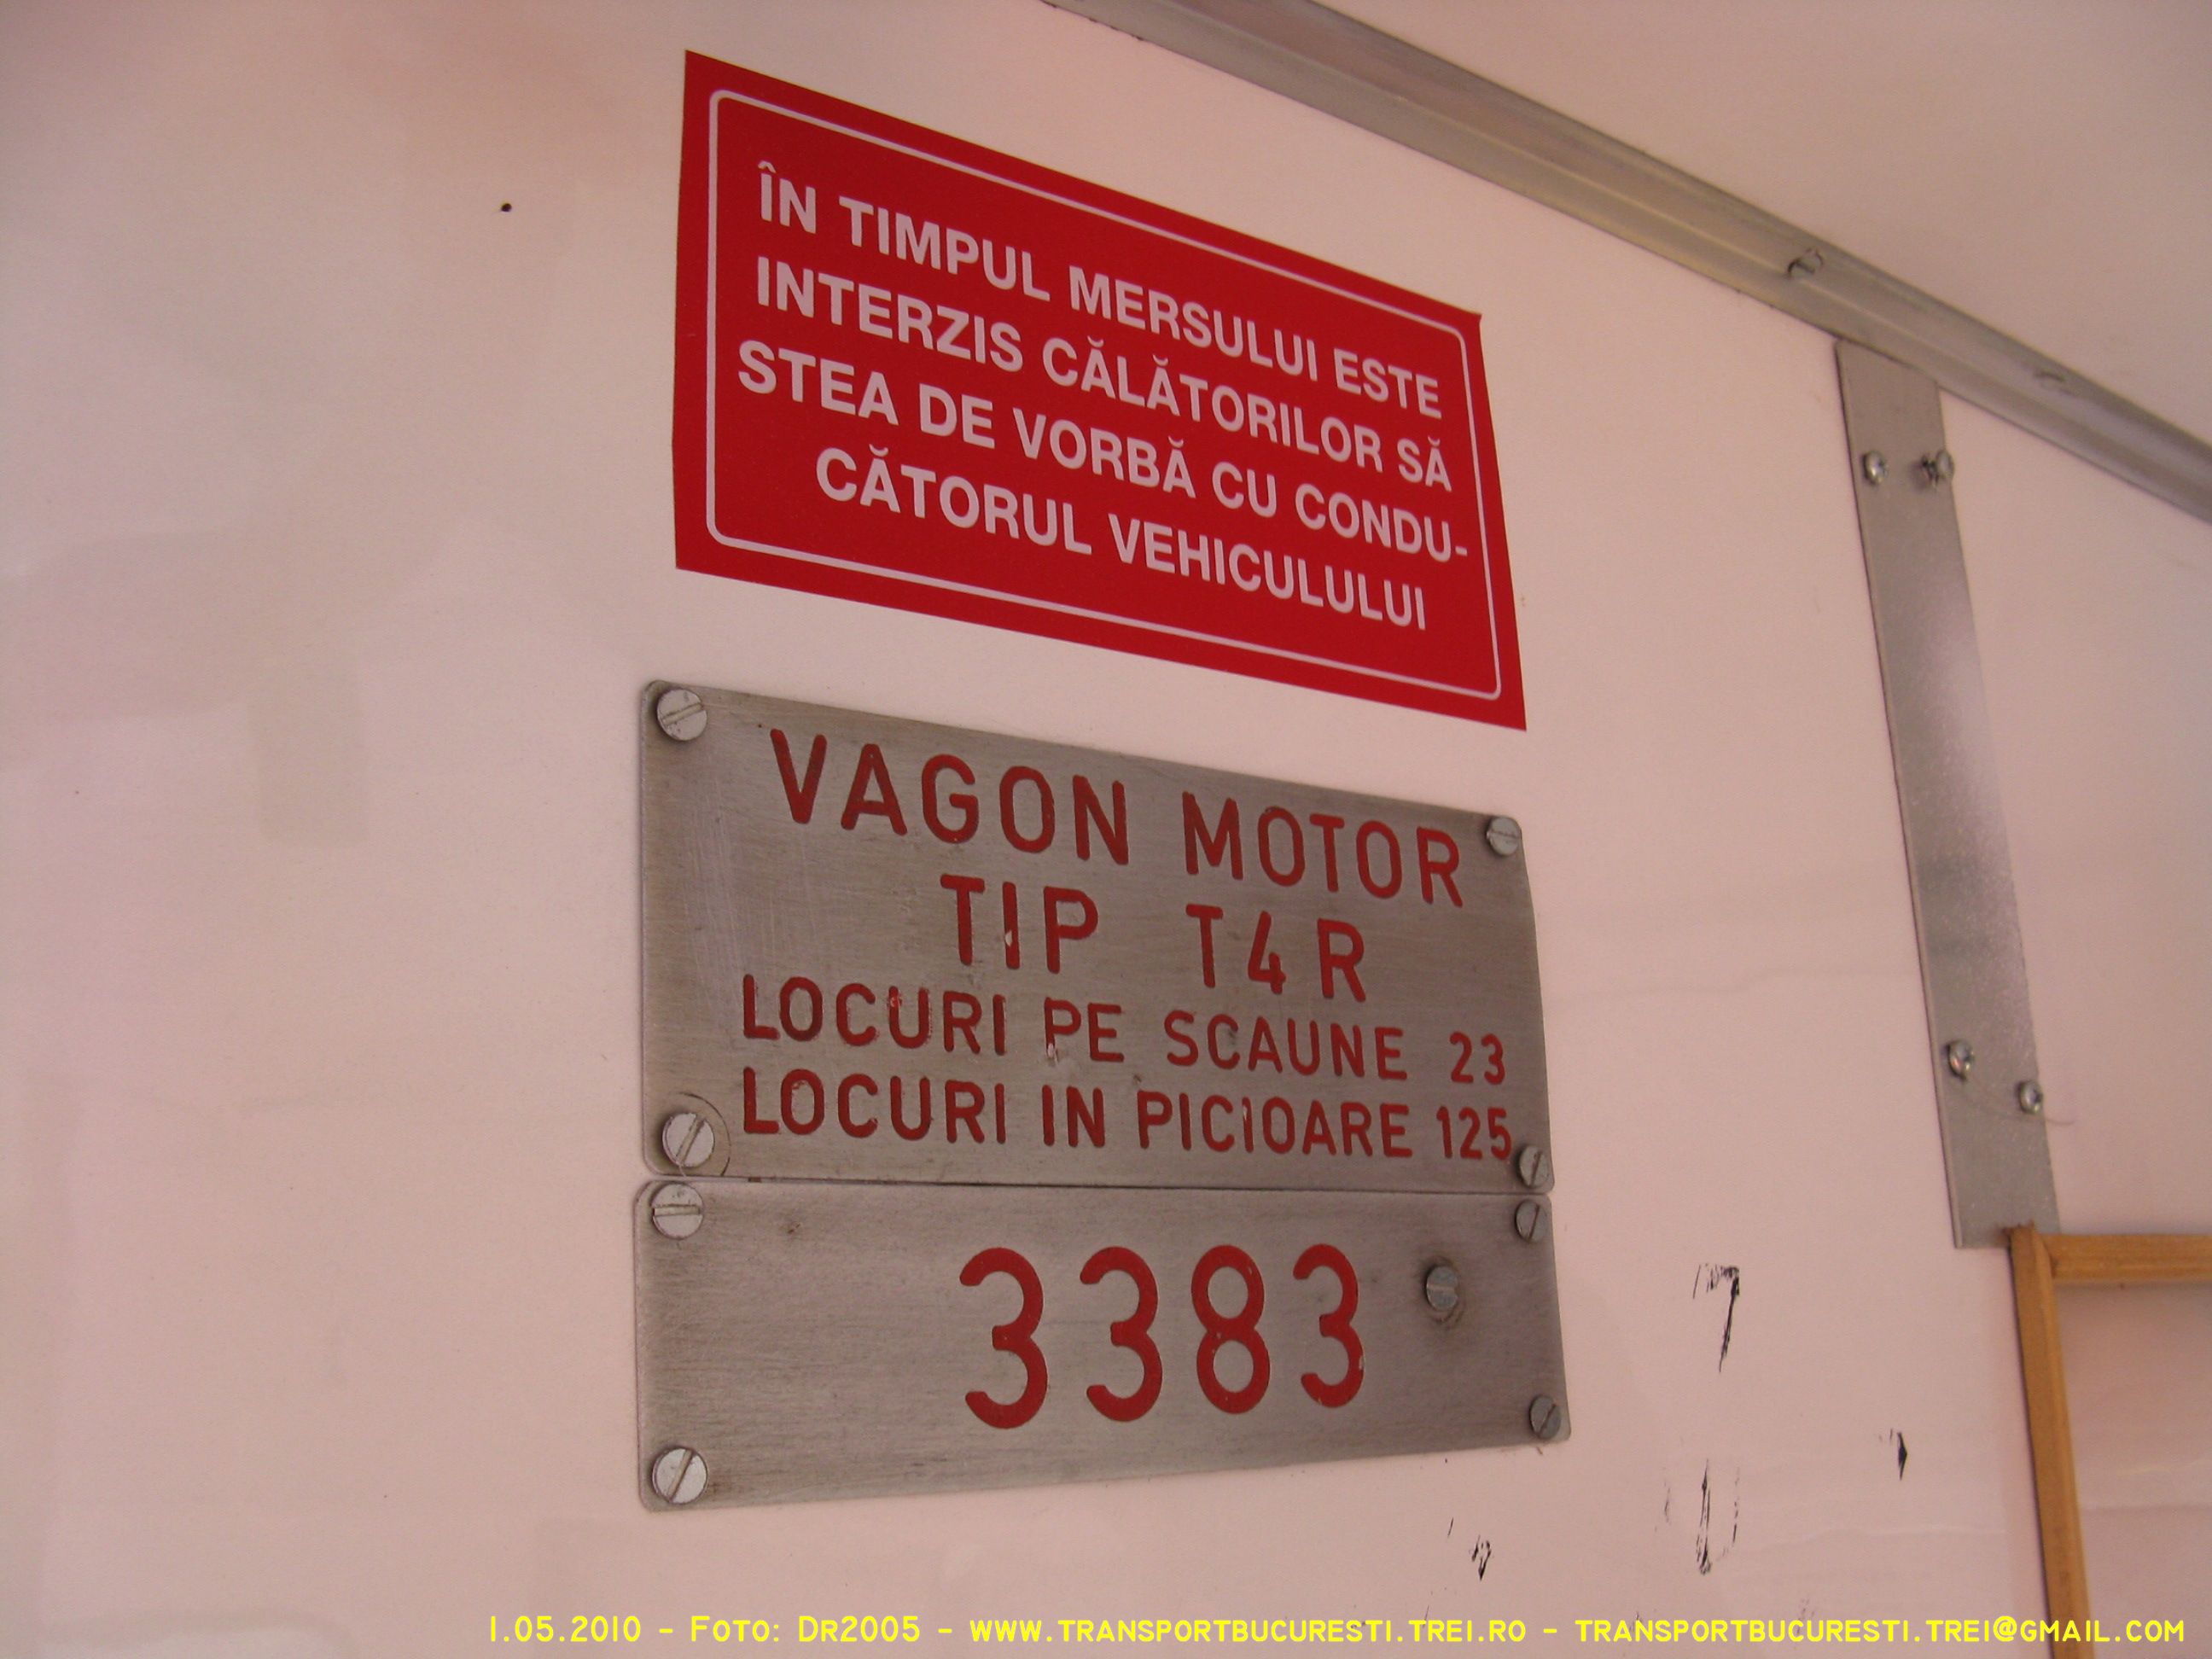 ÎN TIMPUL MERSULUI ESTE
INTERZIS CĂLĂTORILOR SĂ
STEA DE VORBĂ CU CONDU-
CĂTORUL VEHICULULUI
VAGON MOTOR
TIP T4R
LOCURI PE SCAUNE 23
LOCURI IN PICIOARE 125
3383
1.05.2010 - Foto: Dr2005 - www.transportbucuresti.trei.ro - transportbucuresti.trei@gmail.com